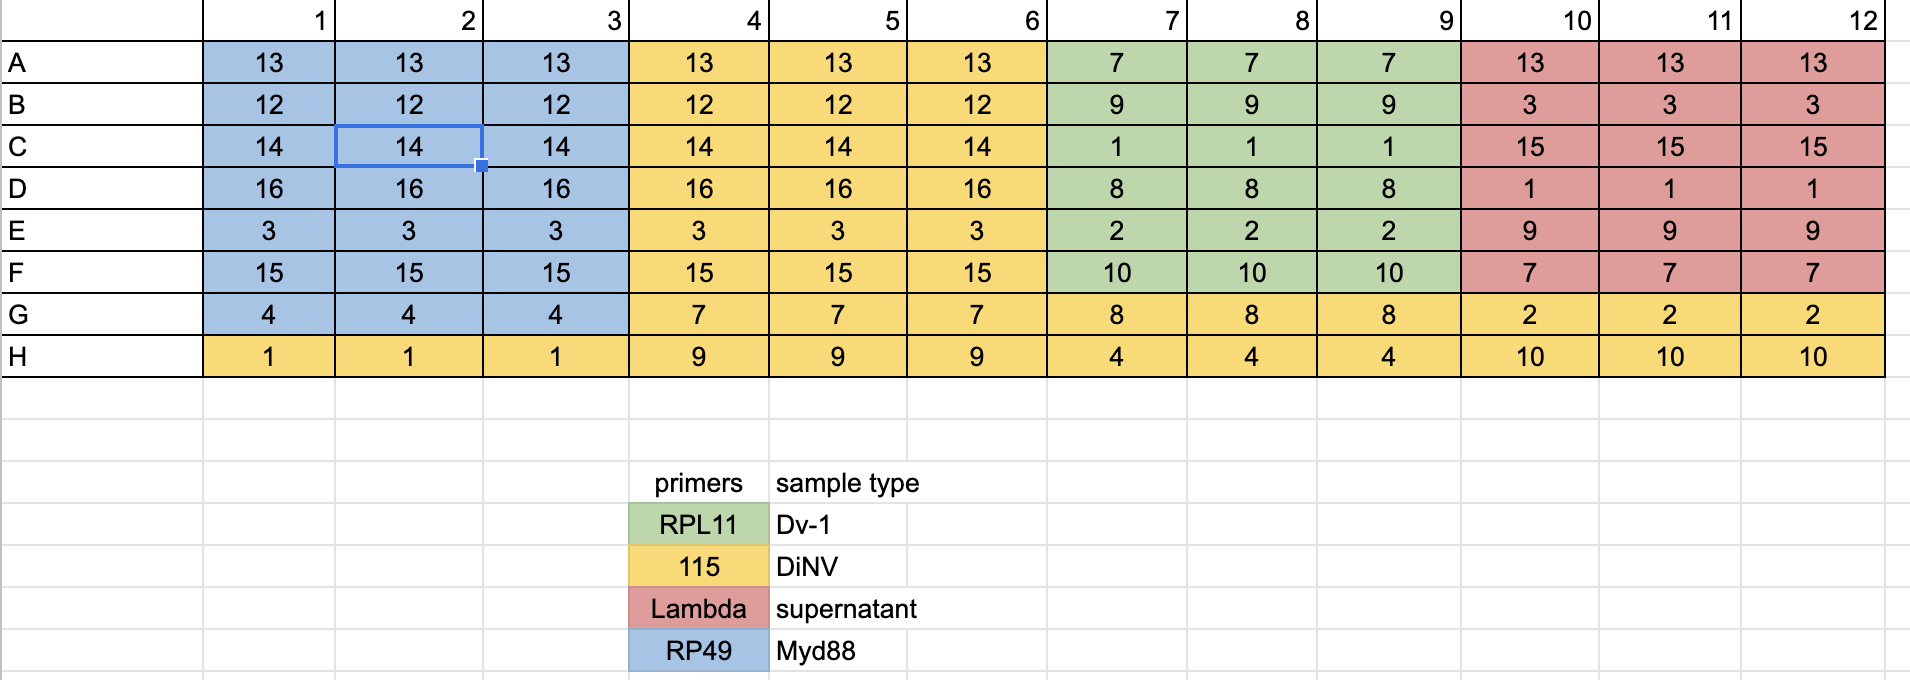 1 2 3 4 5 6 7 8 9 10 11 12
A 13 13 13 13 13 13 7 7 7 13 13 13
B 12 12 12 12 12 12 9 9 9 3 3 3
C 14 14 14 14 14 14 1 1 1 15 15 15
D 16 16 16 16 16 16 8 8 8 1 1 1
E 3 3 3 3 3 3 2 2 2 9 9 9
F 15 15 15 15 15 15 10 10 10 7 7 7
G 4 4 4 7 7 7 8 8 8 2 2 2
H 1 1 1 9 9 9 4 4 4 10 10 10
primers sample type
RPL11 Dv-1
115 DiNV
Lambda supernatant
RP49 Myd88